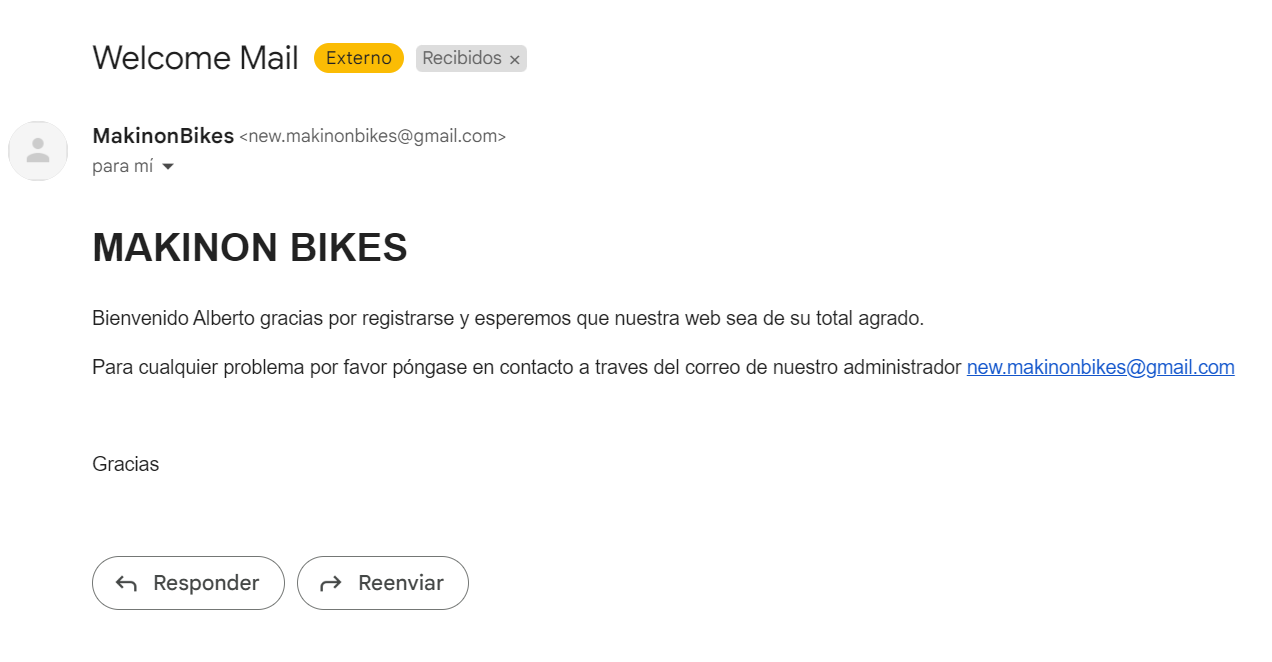 Welcome Mail Externo Recibidos ×
MakinonBikes <new.makinonbikes@gmail.com>
para mí
MAKINON BIKES
Bienvenido Alberto gracias por registrarse y esperemos que nuestra web sea de su total agrado.
Para cualquier problema por favor póngase en contacto a traves del correo de nuestro administrador new.makinonbikes@gmail.com
Gracias
Responder Reenviar